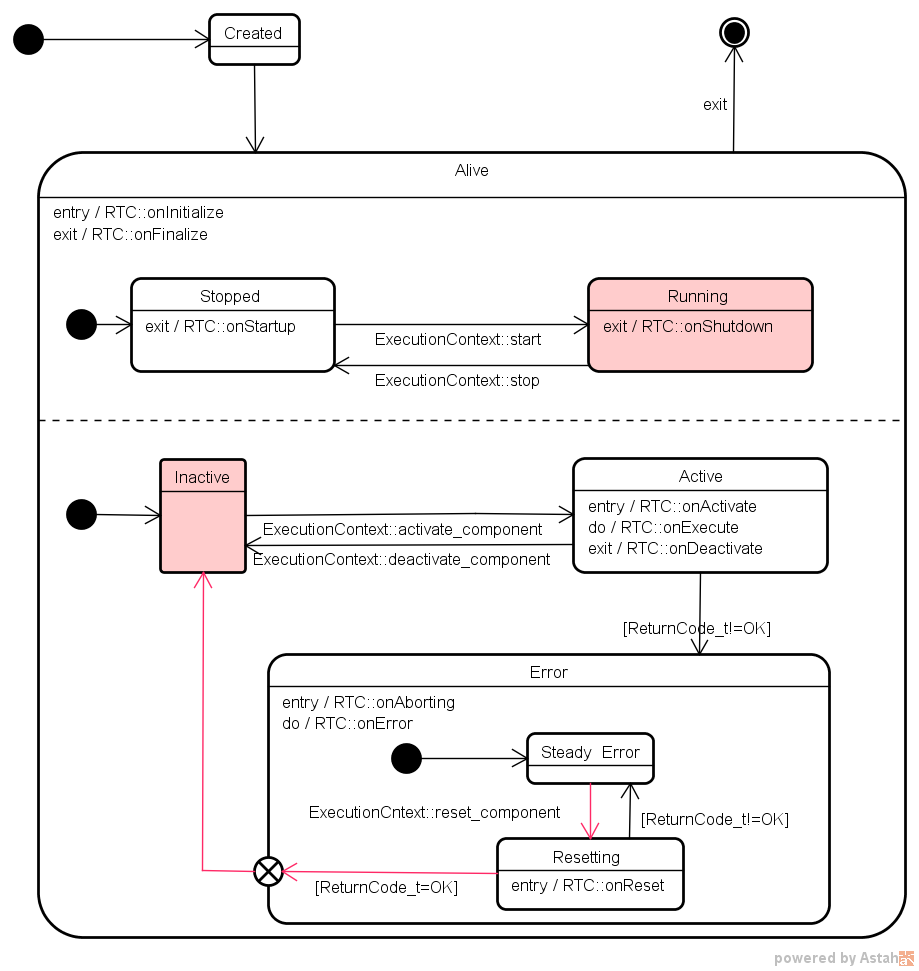 Created
exit
Alive
entry / RTC::onInitialize
exit / RTC::onFinalize
Stopped
exit / RTC::onStartup
Running
exit / RTC::onShutdown
ExecutionContext::start
ExecutionContext::stop
Inactive
Active
entry / RTC::onActivate
do / RTC::onExecute
exit / RTC::onDeactivate
ExecutionContext::activate_component
ExecutionContext::deactivate_component
[ReturnCode_t!=OK]
Error
entry / RTC::onAborting
do / RTC::onError
Steady Error
ExecutionCntext::reset_component
[ReturnCode_t!=OK]
Resetting
entry / RTC::onReset
[ReturnCode_t=OK]
powered by Astah